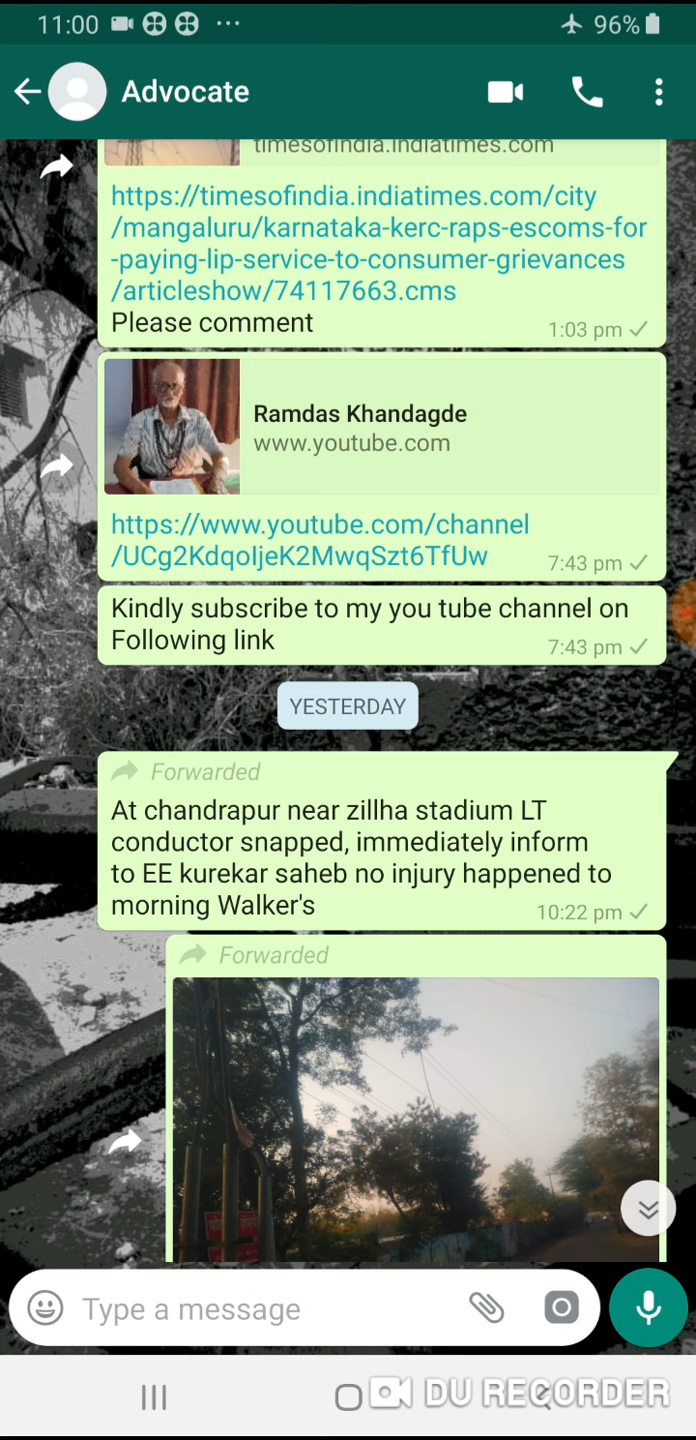 11:00
96%
Advocate
timesofindia.indiatimes.com
https://timesofindia.indiatimes.com/city
/mangaluru/karnataka-kerc-raps-escoms-for
-paying-lip-service-to-consumer-grievances
/articleshow/74117663.cms
Please comment
1:03 pm
Ramdas Khandagde
www.youtube.com
https://www.youtube.com/channel
/UCg2KdqoIjeK2MwqSzt6TfUw
7:43 pm
Kindly subscribe to my you tube channel on
Following link
7:43 pm
YESTERDAY
Forwarded
At chandrapur near zillha stadium LT
conductor snapped, immediately inform
to EE kurekar saheb no injury happened to
morning Walker's
10:22 pm
Forwarded
Type a message
DU RECORDER